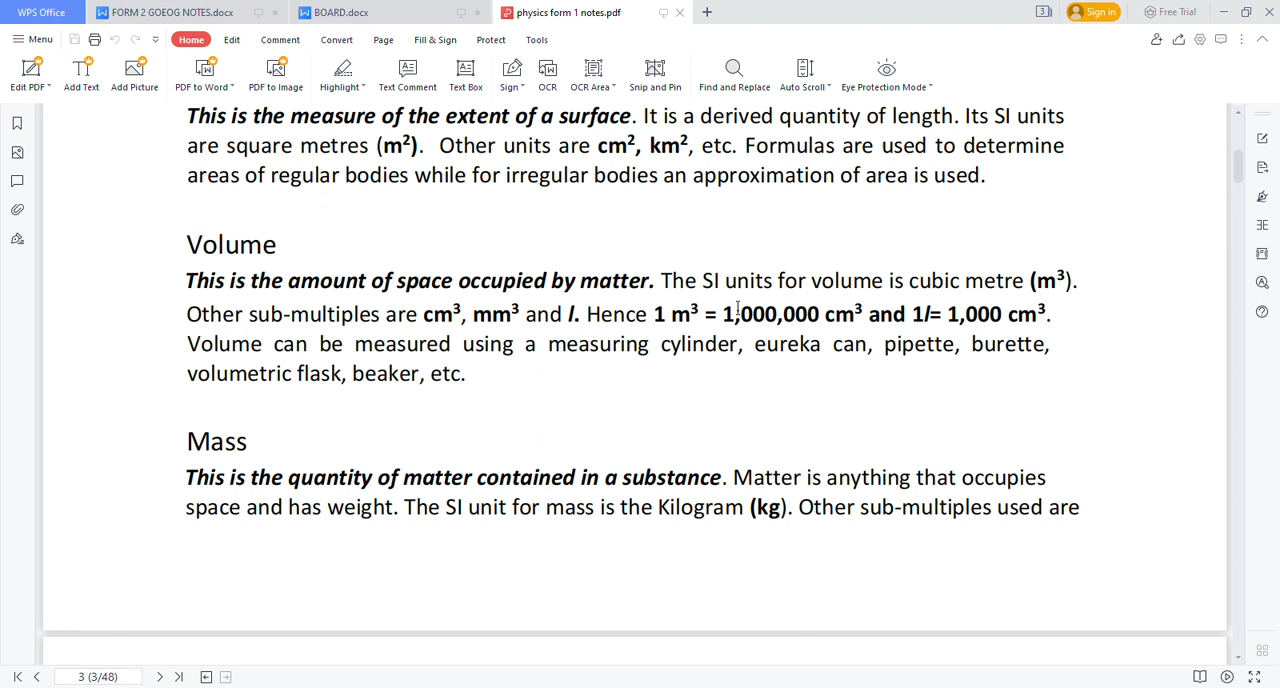 WPS Office FORM 2 GOEOG NOTES.docx BOARD.docx physics form 1 notes.pdf Sign in Free Trial
Menu Home Edit Comment Convert Page Fill & Sign Protect Tools
Edit PDF Add Text Add Picture PDF to Word PDF to Image Highlight Text Comment Text Box Sign OCR OCR Area Snip and Pin Find and Replace Auto Scroll Eye Protection Mode
This is the measure of the extent of a surface. It is a derived quantity of length. Its SI units
are square metres (m²). Other units are cm², km², etc. Formulas are used to determine
areas of regular bodies while for irregular bodies an approximation of area is used.
Volume
This is the amount of space occupied by matter. The SI units for volume is cubic metre (m³).
Other sub-multiples are cm³, mm³ and l. Hence 1 m³ = 1,000,000 cm³ and 1l= 1,000 cm³.
Volume can be measured using a measuring cylinder, eureka can, pipette, burette,
volumetric flask, beaker, etc.
Mass
This is the quantity of matter contained in a substance. Matter is anything that occupies
space and has weight. The SI unit for mass is the Kilogram (kg). Other sub-multiples used are
3 (3/48)